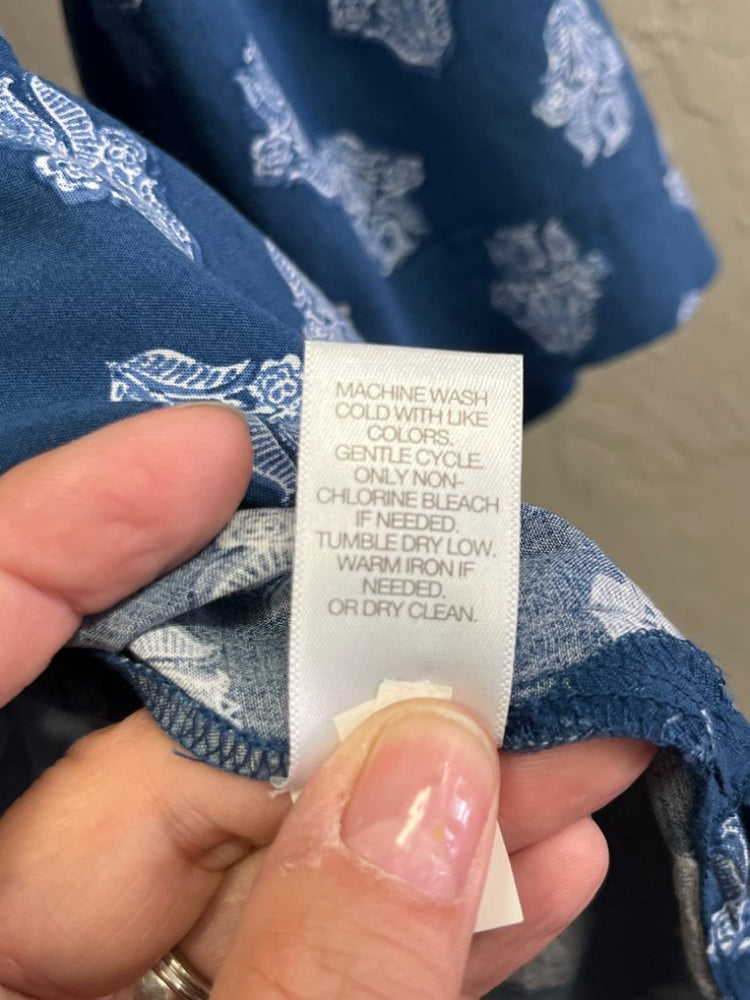 MACHINE WASH
COLD WITH LIKE
COLORS.
GENTLE CYCLE.
ONLY NON-
CHLORINE BLEACH
IF NEEDED.
TUMBLE DRY LOW.
WARM IRON IF
NEEDED.
OR DRY CLEAN.